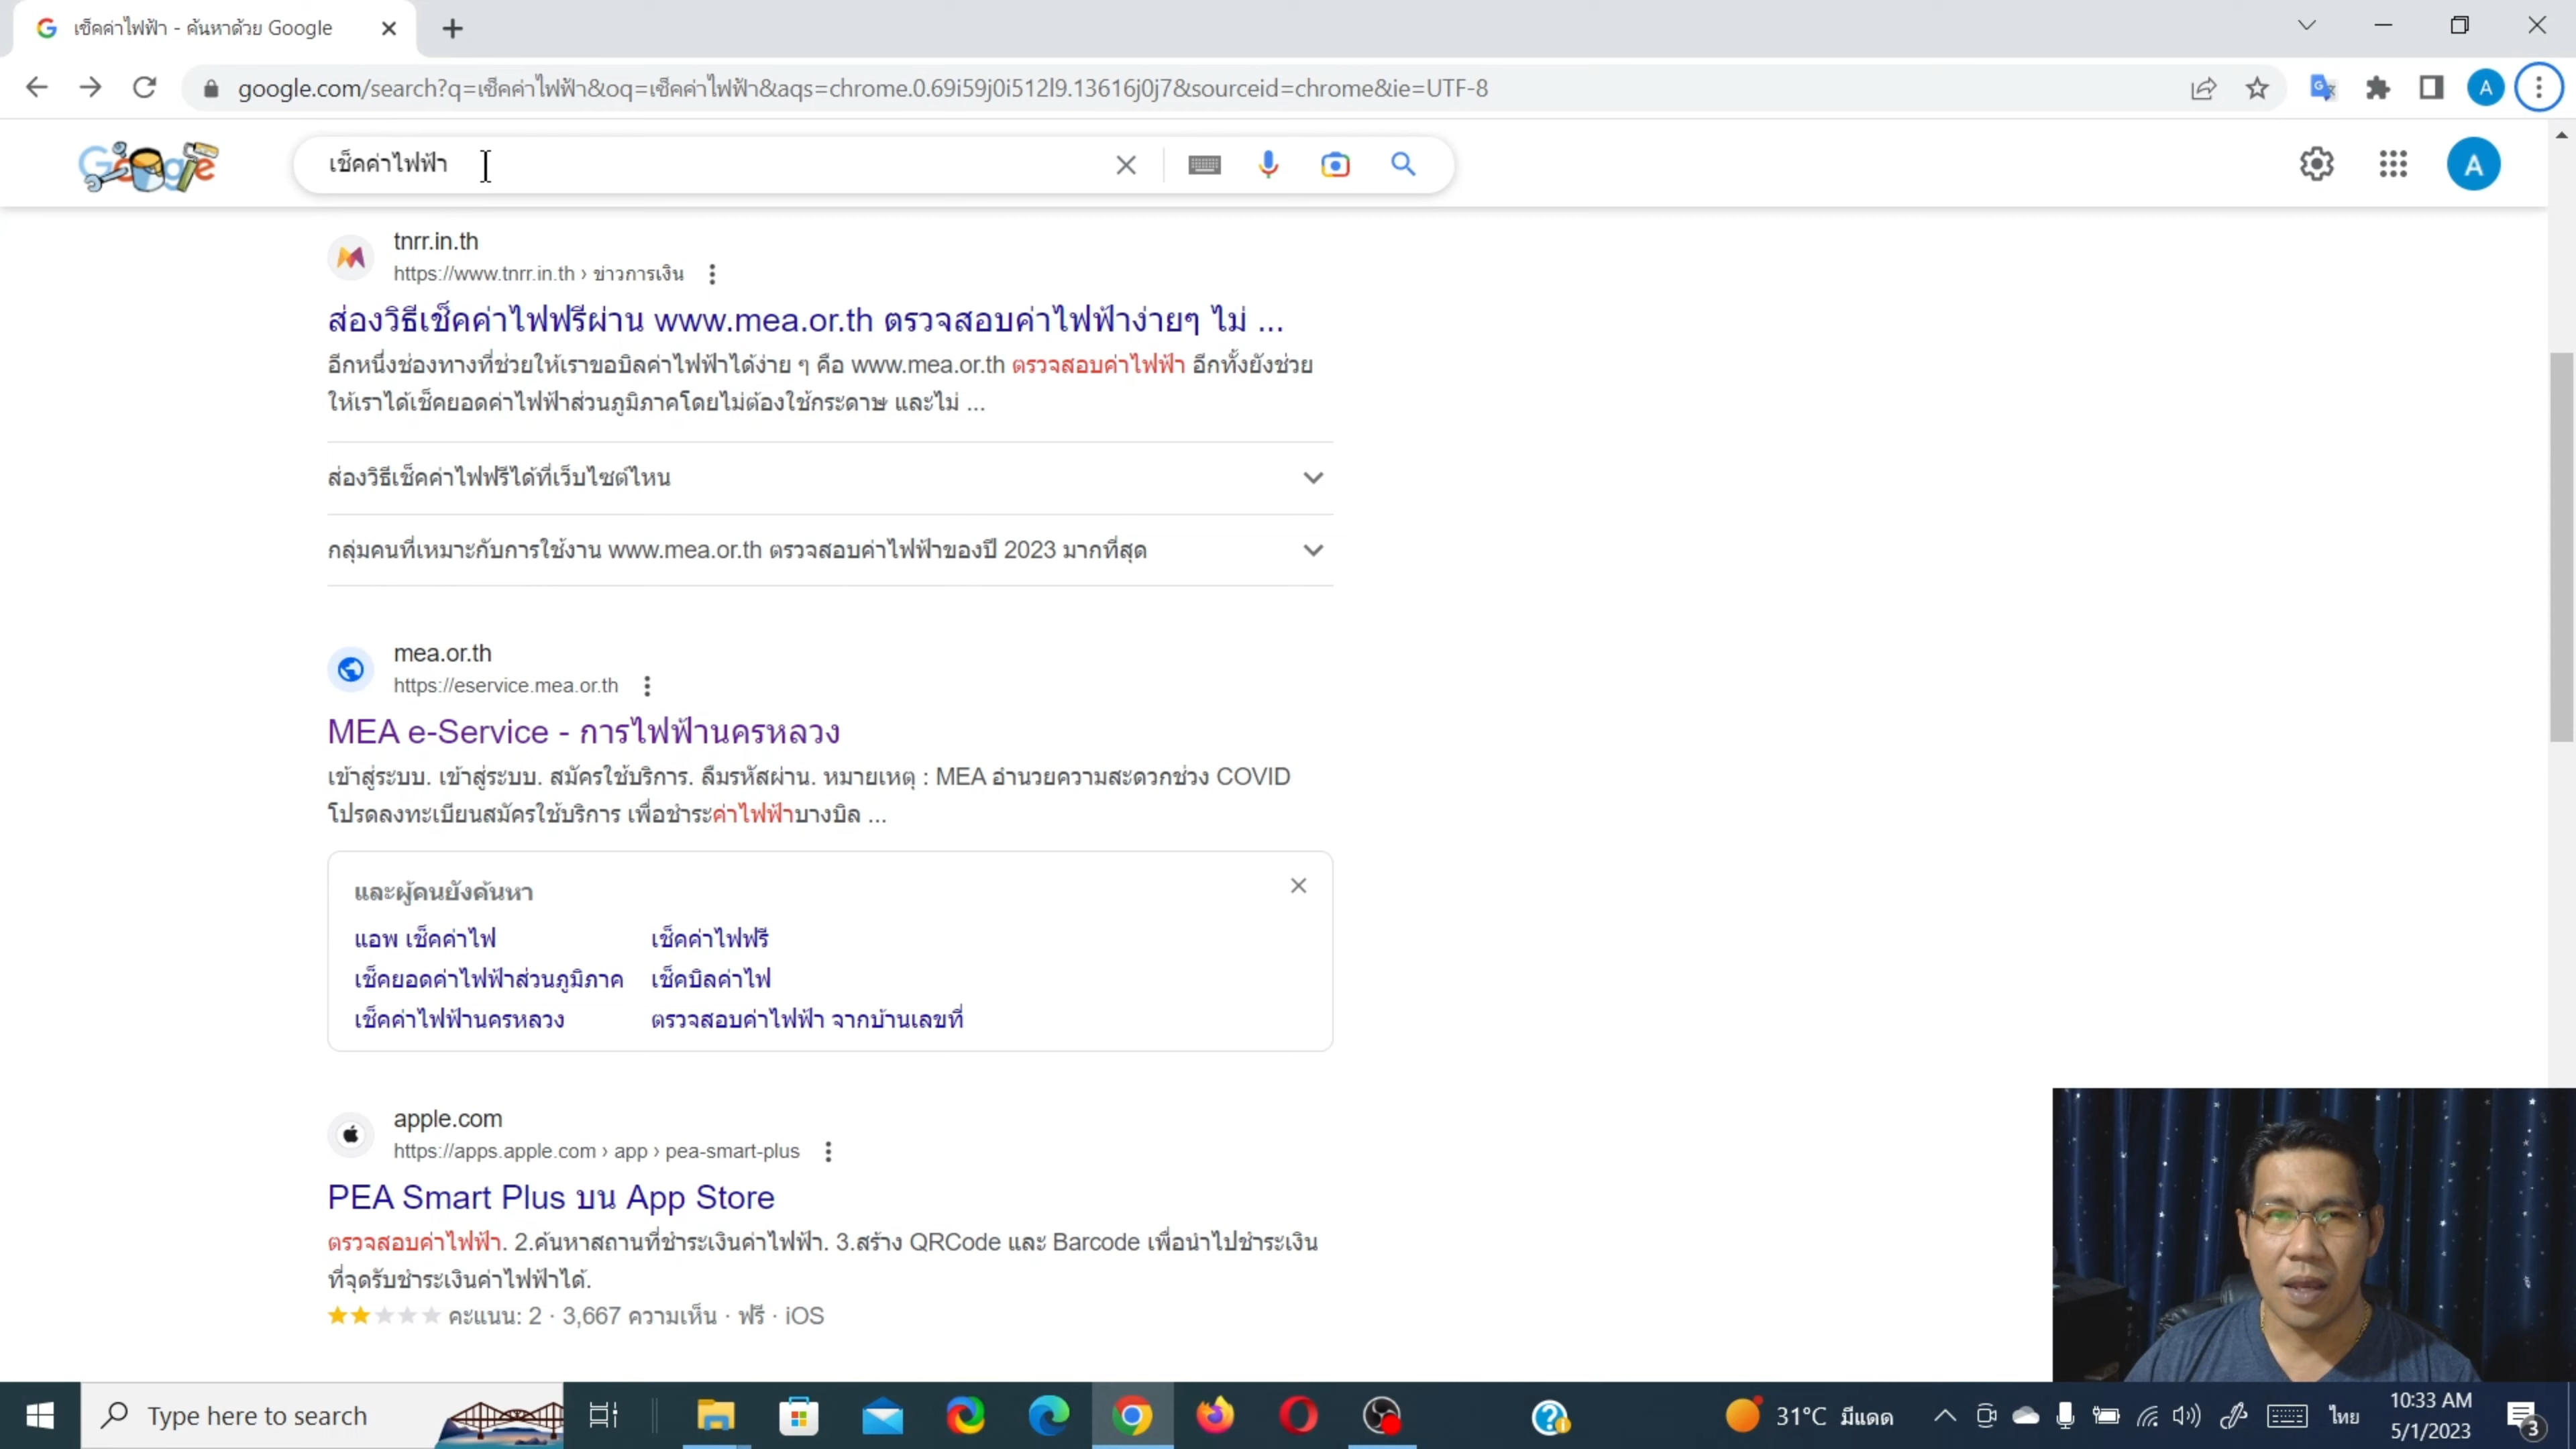 เช็คค่าไฟฟ้า - ค้นหาด้วย Google
google.com/search?q=เช็คค่าไฟฟ้า&oq=เช็คค่าไฟฟ้า&aqs=chrome.0.69i59j0i512l9.13616j0j7&sourceid=chrome&ie=UTF-8
A
Google
เช็คค่าไฟฟ้า
A
tnrr.in.th
https://www.tnrr.in.th › ข่าวการเงิน
ส่องวิธีเช็คค่าไฟฟรีผ่าน www.mea.or.th ตรวจสอบค่าไฟฟ้าง่ายๆ ไม่ ...
อีกหนึ่งช่องทางที่ช่วยให้เราขอบิลค่าไฟฟ้าได้ง่าย ๆ คือ www.mea.or.th ตรวจสอบค่าไฟฟ้า อีกทั้งยังช่วย
ให้เราได้เช็คยอดค่าไฟฟ้าส่วนภูมิภาคโดยไม่ต้องใช้กระดาษ และไม่ ...
ส่องวิธีเช็คค่าไฟฟรีได้ที่เว็บไซต์ไหน
กลุ่มคนที่เหมาะกับการใช้งาน www.mea.or.th ตรวจสอบค่าไฟฟ้าของปี 2023 มากที่สุด
mea.or.th
https://eservice.mea.or.th
MEA e-Service - การไฟฟ้านครหลวง
เข้าสู่ระบบ. เข้าสู่ระบบ. สมัครใช้บริการ. ลืมรหัสผ่าน. หมายเหตุ : MEA อำนวยความสะดวกช่วง COVID
โปรดลงทะเบียนสมัครใช้บริการ เพื่อชำระค่าไฟฟ้าบางบิล ...
และผู้คนยังค้นหา
แอพ เช็คค่าไฟ เช็คค่าไฟฟรี
เช็คยอดค่าไฟฟ้าส่วนภูมิภาค เช็คบิลค่าไฟ
เช็คค่าไฟฟ้านครหลวง ตรวจสอบค่าไฟฟ้า จากบ้านเลขที่
apple.com
https://apps.apple.com › app › pea-smart-plus
PEA Smart Plus บน App Store
ตรวจสอบค่าไฟฟ้า. 2.ค้นหาสถานที่ชำระเงินค่าไฟฟ้า. 3.สร้าง QRCode และ Barcode เพื่อนำไปชำระเงิน
ที่จุดรับชำระเงินค่าไฟฟ้าได้.
คะแนน: 2 · 3,667 ความเห็น · ฟรี · iOS
Type here to search
31°C มีแดด
ไทย
10:33 AM
5/1/2023
3